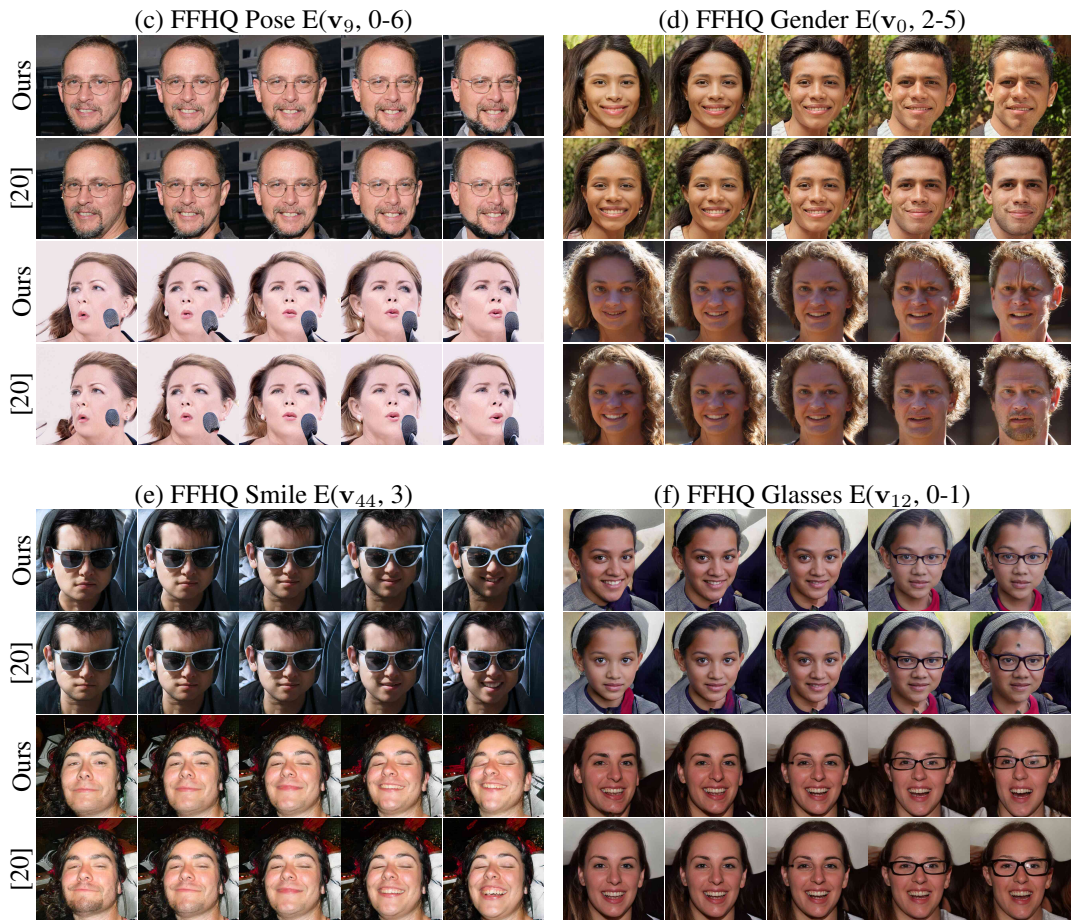 (c) FFHQ Pose E(v₉, 0-6)
Ours
[20]
Ours
[20]
(d) FFHQ Gender E(v₀, 2-5)
(e) FFHQ Smile E(v₄₄, 3)
Ours
[20]
Ours
[20]
(f) FFHQ Glasses E(v₁₂, 0-1)